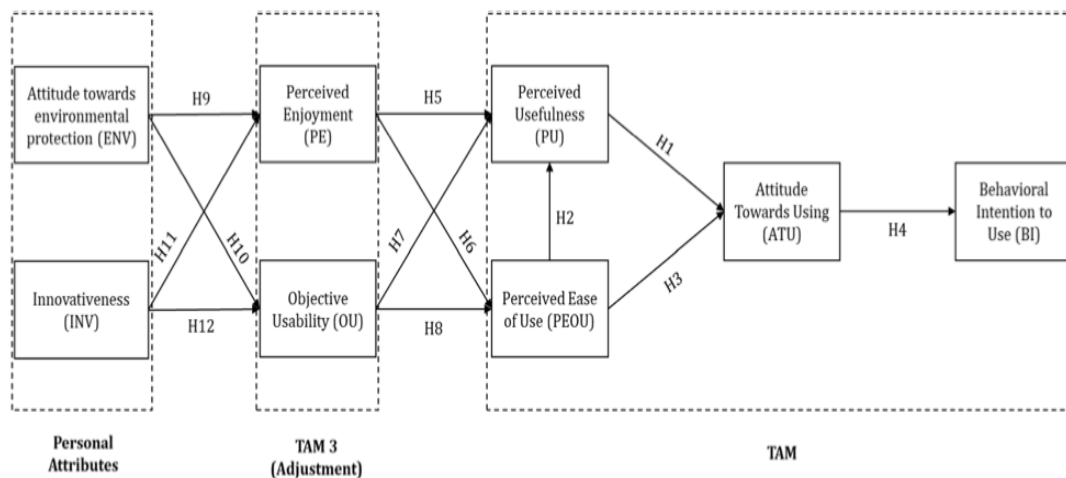 Attitude towards
environmental
protection (ENV)
H9
Perceived
Enjoyment
(PE)
H5
Perceived
Usefulness
(PU)
H1
H11
H10
H7
H6
H2
Attitude
Towards Using
(ATU)
H4
Behavioral
Intention to
Use (BI)
Innovativeness
(INV)
H12
Objective
Usability (OU)
H8
Perceived Ease
of Use (PEOU)
H3
Personal
Attributes
TAM 3
(Adjustment)
TAM